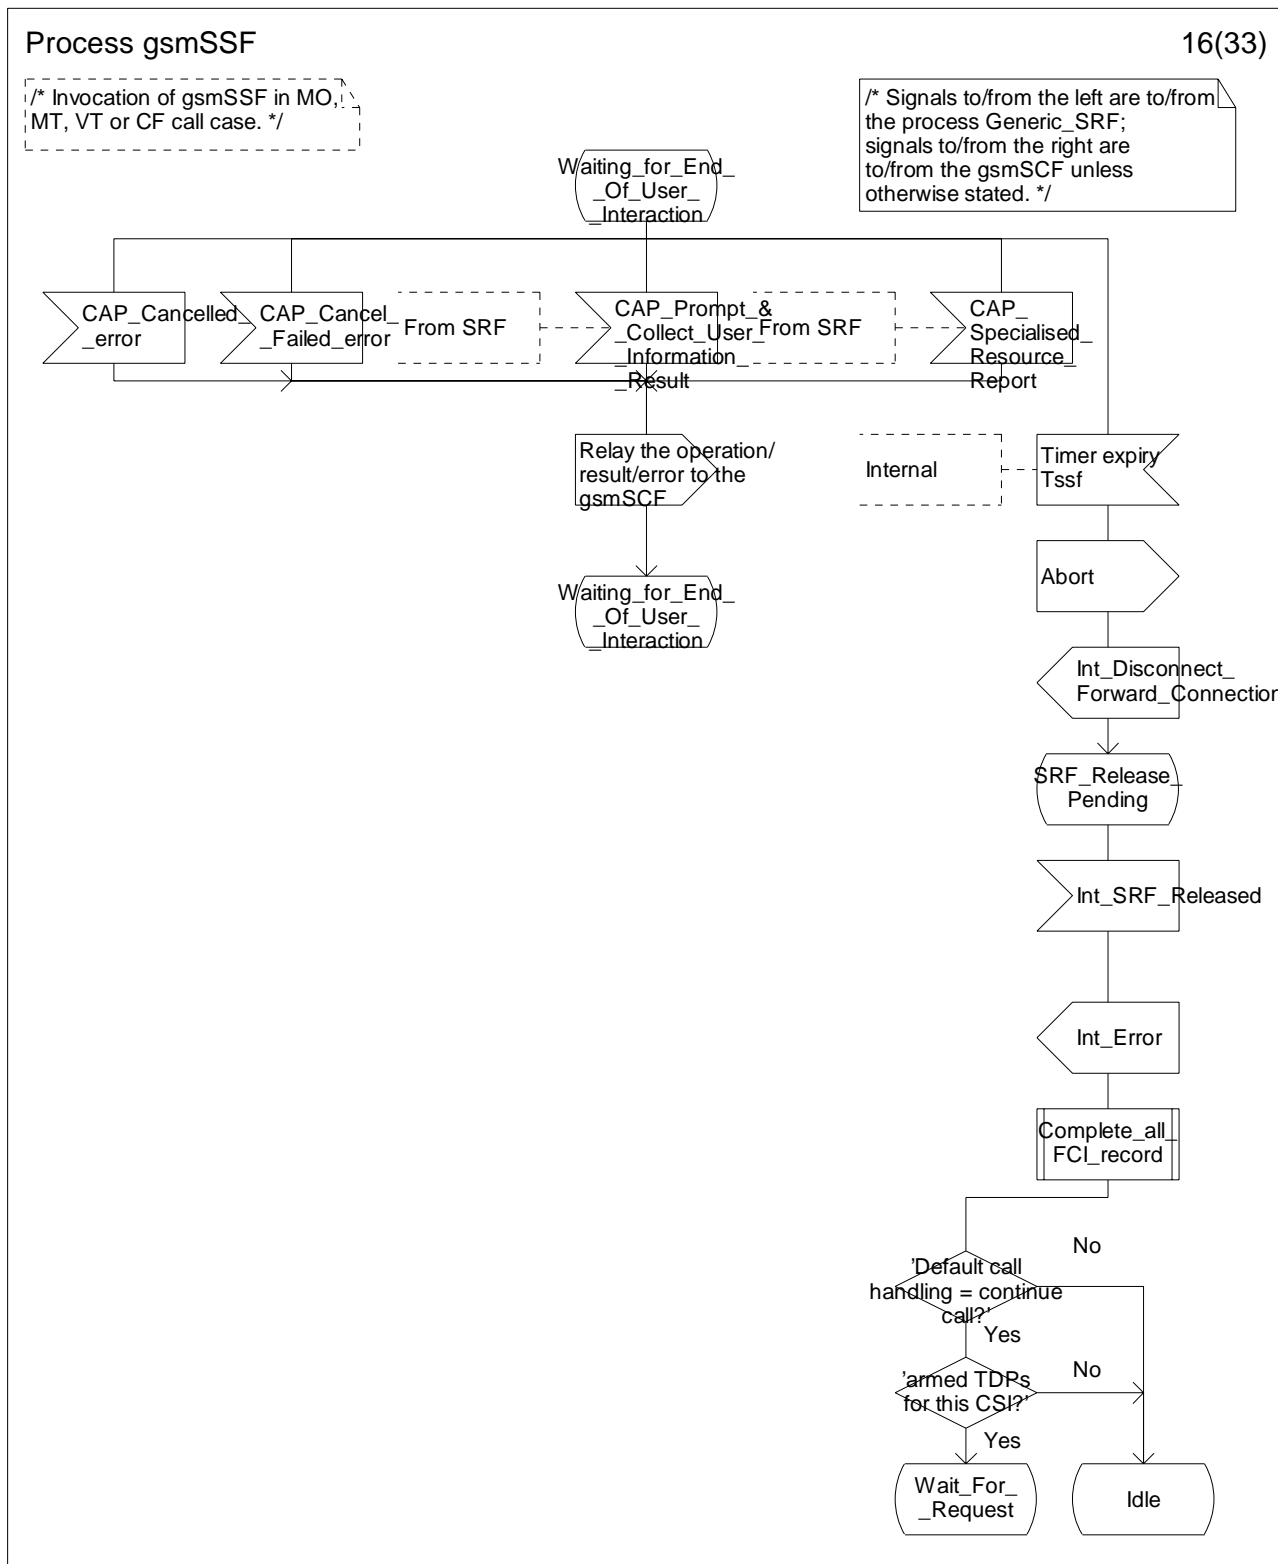 Process gsmSSF
16(33)
/* Invocation of gsmSSF in MO,
MT, VT or CF call case. */
/* Signals to/from the left are to/from
the process Generic_SRF;
signals to/from the right are
to/from the gsmSCF unless
otherwise stated. */
Waiting_for_End_
_Of_User_
_Interaction
CAP_Cancelled_
_error
CAP_Cancel_
_Failed_error
From SRF
CAP_Prompt_&
_Collect_User_
_Information_
_Result
From SRF
CAP_
Specialised_
Resource_
Report
Relay the operation/
result/error to the
gsmSCF
Internal
Timer expiry
Tssf
Waiting_for_End_
_Of_User_
_Interaction
Abort
Int_Disconnect_
Forward_Connection
SRF_Release_
Pending
Int_SRF_Released
Int_Error
Complete_all_
FCI_record
No
'Default call
handling = continue
call?'
Yes
No
'armed TDPs
for this CSI?'
Yes
Wait_For_
_Request
Idle